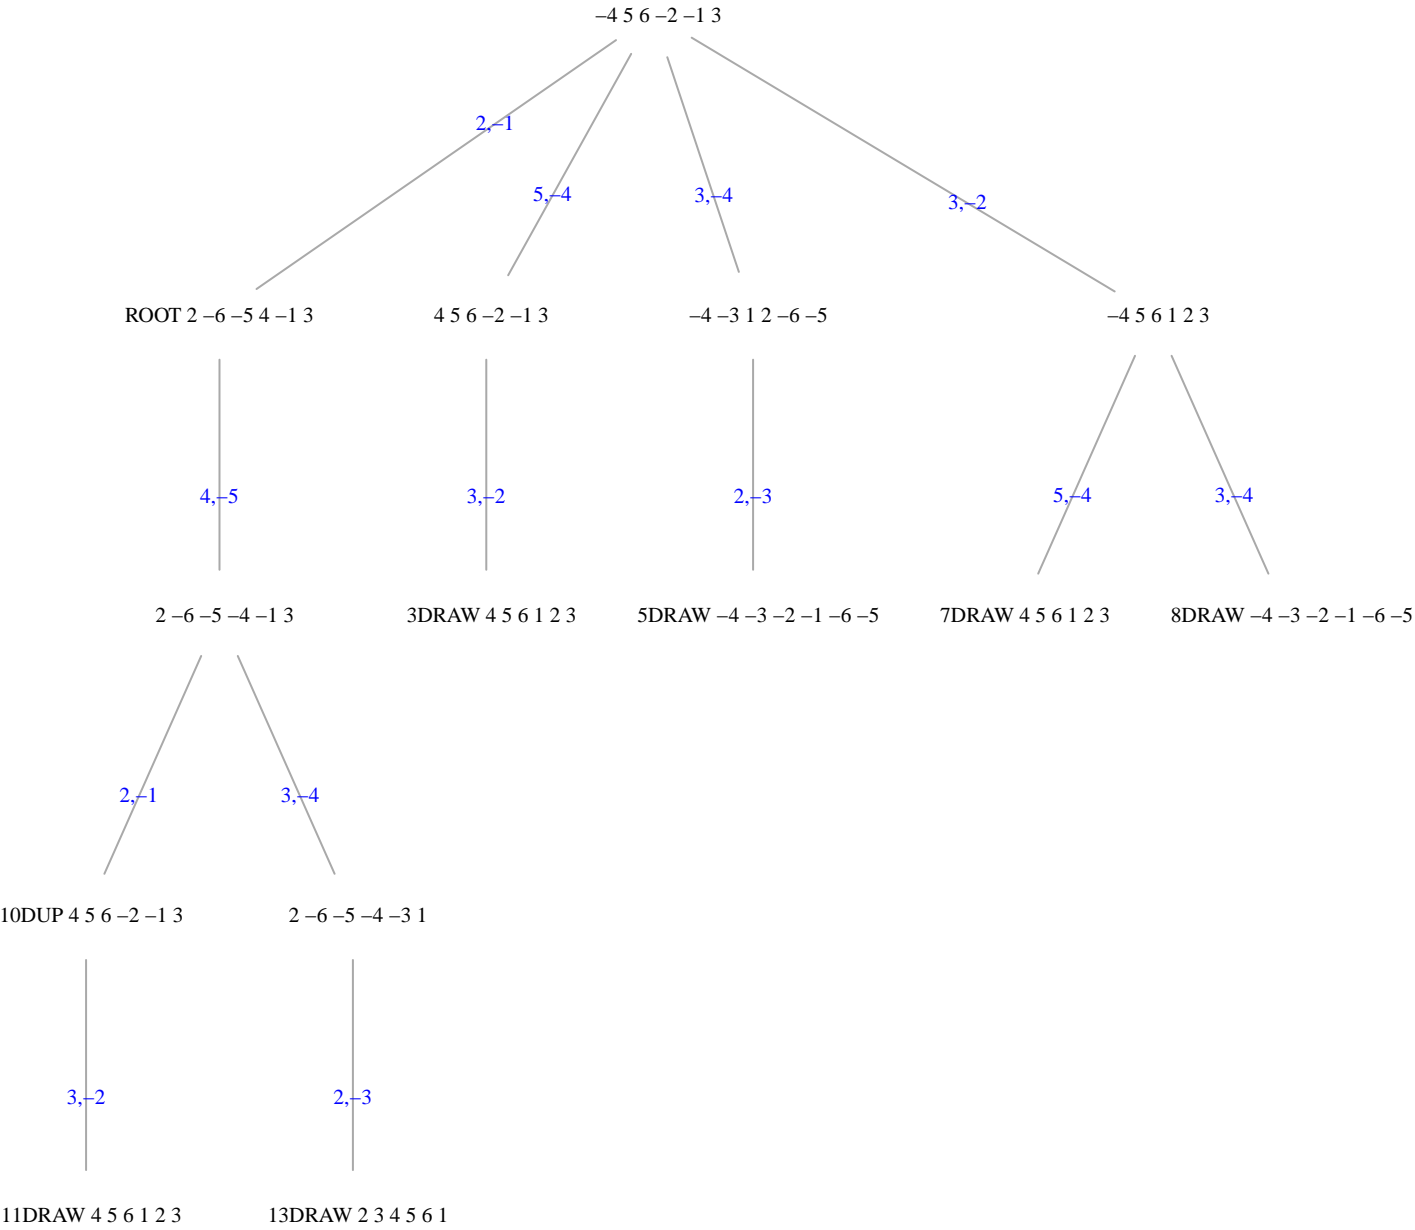 –4 5 6 –2 –1 3
2,–1
5,–4
3,–4
3,–2
ROOT 2 –6 –5 4 –1 3
4 5 6 –2 –1 3
–4 –3 1 2 –6 –5
–4 5 6 1 2 3
4,–5
3,–2
2,–3
5,–4
3,–4
2 –6 –5 –4 –1 3
3DRAW 4 5 6 1 2 3
5DRAW –4 –3 –2 –1 –6 –5
7DRAW 4 5 6 1 2 3
8DRAW –4 –3 –2 –1 –6 –5
2,–1
3,–4
10DUP 4 5 6 –2 –1 3
2 –6 –5 –4 –3 1
3,–2
2,–3
11DRAW 4 5 6 1 2 3
13DRAW 2 3 4 5 6 1